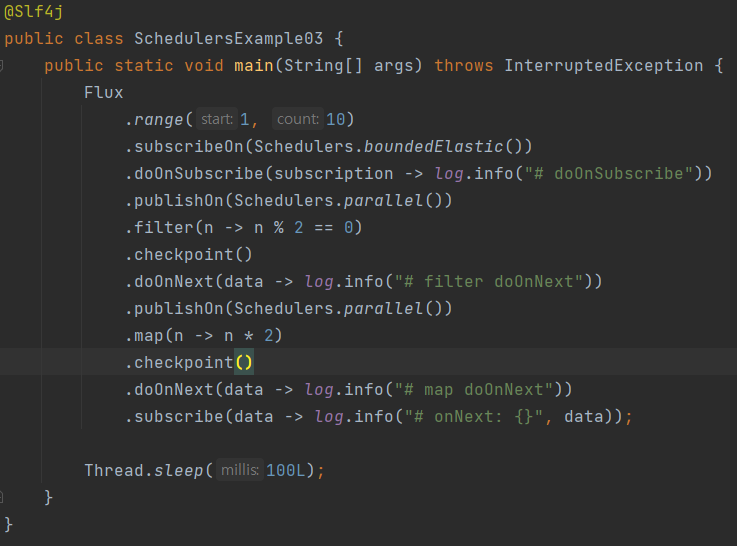 @Slf4j
public class SchedulersExample03 {
    public static void main(String[] args) throws InterruptedException {
        Flux
            .range( start: 1,  count: 10)
            .subscribeOn(Schedulers.boundedElastic())
            .doOnSubscribe(subscription -> log.info("# doOnSubscribe"))
            .publishOn(Schedulers.parallel())
            .filter(n -> n % 2 == 0)
            .checkpoint()
            .doOnNext(data -> log.info("# filter doOnNext"))
            .publishOn(Schedulers.parallel())
            .map(n -> n * 2)
            .checkpoint()
            .doOnNext(data -> log.info("# map doOnNext"))
            .subscribe(data -> log.info("# onNext: {}", data));
        Thread.sleep( millis: 100L);
    }
}